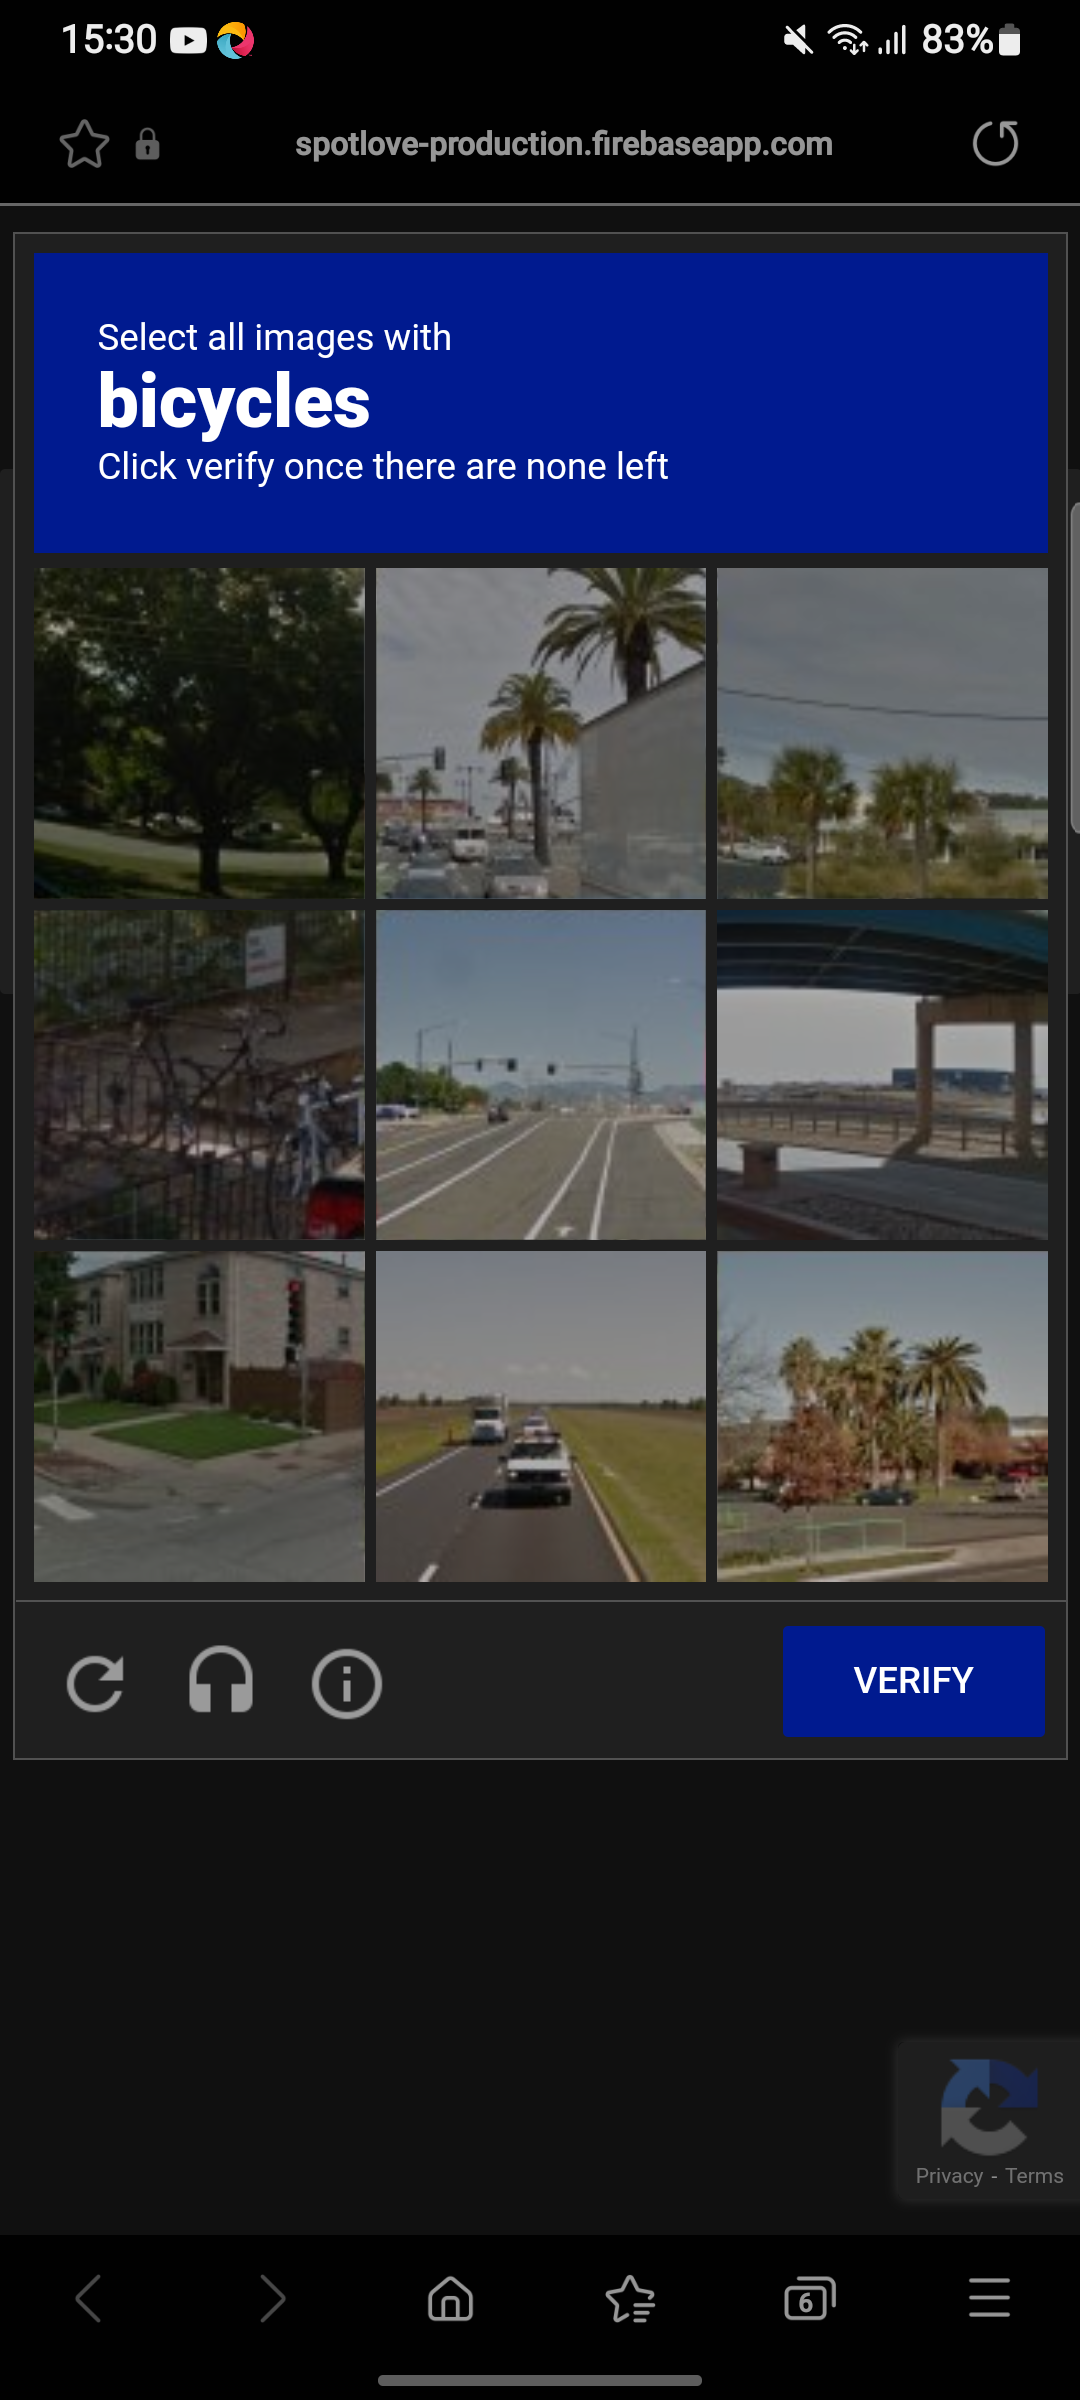 15:30
83%
spotlove-production.firebaseapp.com
Select all images with
bicycles
Click verify once there are none left
VERIFY
Privacy - Terms
6